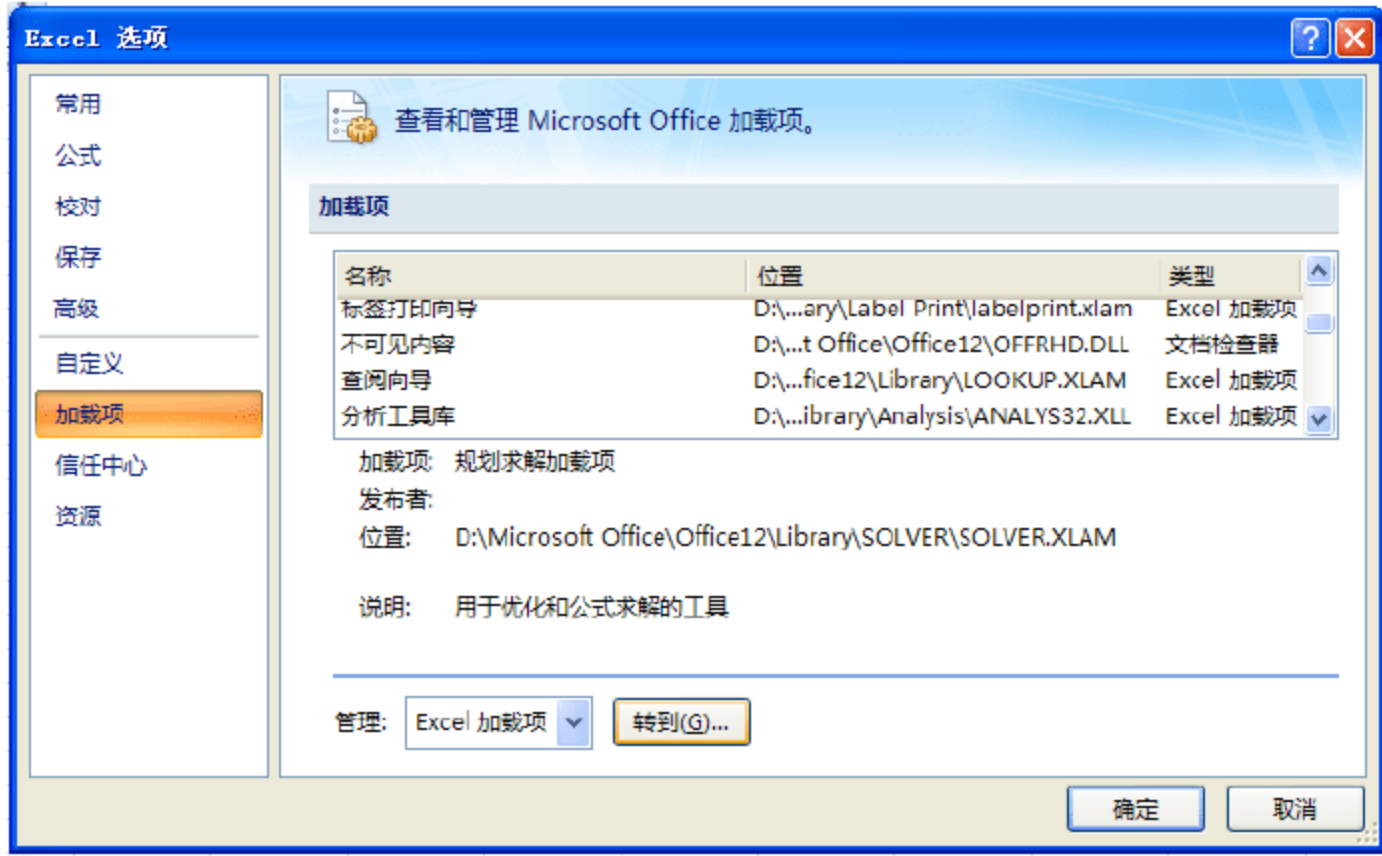 Excel 选项
常用
公式
校对
保存
高级
自定义
加载项
信任中心
资源
查看和管理 Microsoft Office 加载项。
加载项
名称 位置 类型
标签打印向导 D:\...ary\Label Print\labelprint.xlam Excel 加载项
不可见内容 D:\...t Office\Office12\OFFRHD.DLL 文档检查器
查阅向导 D:\...fice12\Library\LOOKUP.XLAM Excel 加载项
分析工具库 D:\...ibrary\Analysis\ANALYS32.XLL Excel 加载项
加载项: 规划求解加载项
发布者:
位置: D:\Microsoft Office\Office12\Library\SOLVER\SOLVER.XLAM
说明: 用于优化和公式求解的工具
管理: Excel 加载项 转到(G)...
确定 取消